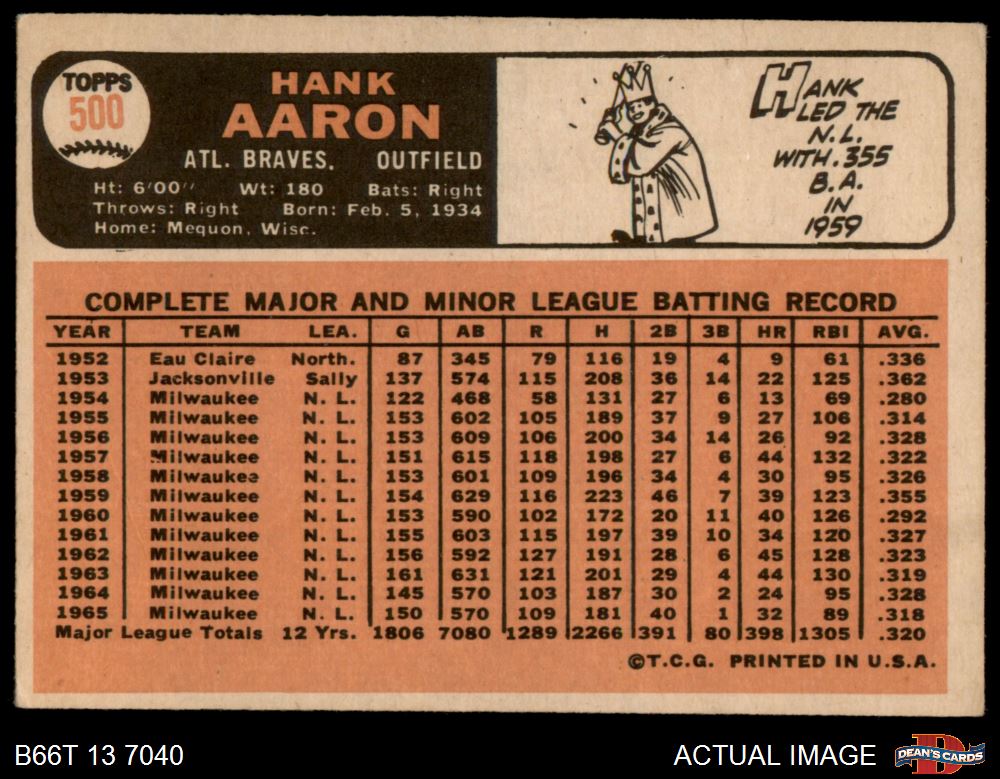 TOPPS
500
HANK
AARON
ATL. BRAVES. OUTFIELD
Ht: 6'00" Wt: 180 Bats: Right
Throws: Right Born: Feb. 5, 1934
Home: Mequon, Wisc.
HANK
LED THE
N.L.
WITH .355
B.A.
IN
1959
COMPLETE MAJOR AND MINOR LEAGUE BATTING RECORD
YEAR TEAM LEA. G AB R H 2B 3B HR RBI AVG.
1952 Eau Claire North. 87 345 79 116 19 4 9 61 .336
1953 Jacksonville Sally 137 574 115 208 36 14 22 125 .362
1954 Milwaukee N. L. 122 468 58 131 27 6 13 69 .280
1955 Milwaukee N. L. 153 602 105 189 37 9 27 106 .314
1956 Milwaukee N. L. 153 609 106 200 34 14 26 92 .328
1957 Milwaukee N. L. 151 615 118 198 27 6 44 132 .322
1958 Milwaukee N. L. 153 601 109 196 34 4 30 95 .326
1959 Milwaukee N. L. 154 629 116 223 46 7 39 123 .355
1960 Milwaukee N. L. 153 590 102 172 20 11 40 126 .292
1961 Milwaukee N. L. 155 603 115 197 39 10 34 120 .327
1962 Milwaukee N. L. 156 592 127 191 28 6 45 128 .323
1963 Milwaukee N. L. 161 631 121 201 29 4 44 130 .319
1964 Milwaukee N. L. 145 570 103 187 30 2 24 95 .328
1965 Milwaukee N. L. 150 570 109 181 40 1 32 89 .318
Major League Totals 12 Yrs. 1806 7080 1289 2266 391 80 398 1305 .320
©T.C.G. PRINTED IN U.S.A.
B66T 13 7040
ACTUAL IMAGE
DEAN'S CARDS